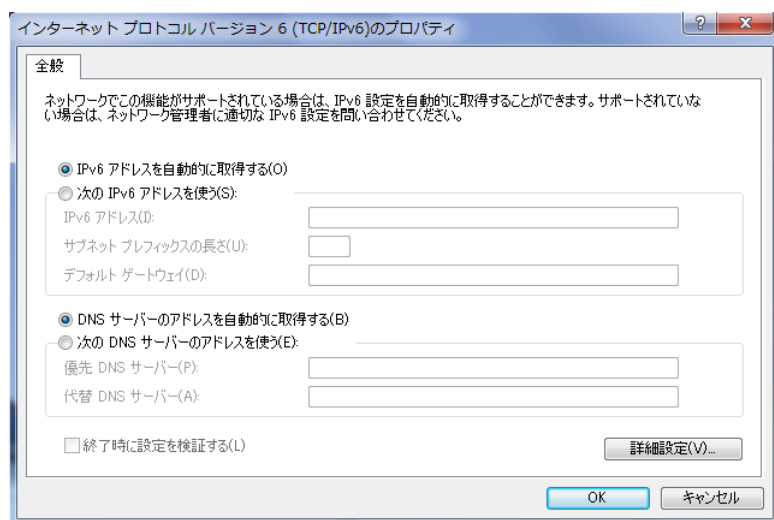 インターネット プロトコル バージョン 6 (TCP/IPv6)のプロパティ
全般
ネットワークでこの機能がサポートされている場合は、IPv6 設定を自動的に取得することができます。サポートされていな
い場合は、ネットワーク管理者に適切な IPv6 設定を問い合わせてください。
IPv6 アドレスを自動的に取得する(O)
次の IPv6 アドレスを使う(S):
IPv6 アドレス(I):
サブネット プレフィックスの長さ(U):
デフォルト ゲートウェイ(D):
DNS サーバーのアドレスを自動的に取得する(B)
次の DNS サーバーのアドレスを使う(E):
優先 DNS サーバー(P):
代替 DNS サーバー(A):
終了時に設定を検証する(L)
詳細設定(V)...
OK
キャンセル